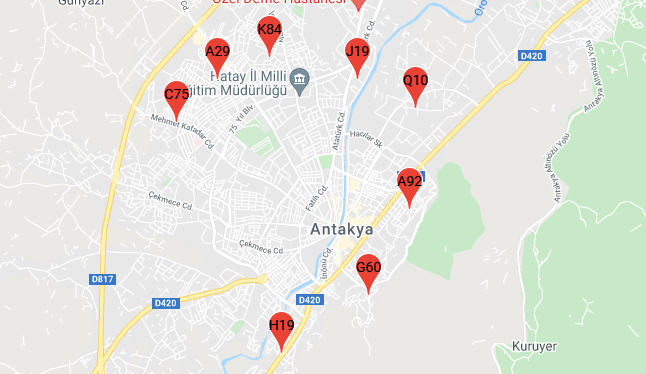 Günyazı
Özel Deffne Hastanesi
K84
A29
J19
D420
Hatay İl Milli
Eğitim Müdürlüğü
Q10
C75
75. Yıl Blv.
Atatürk Cd.
Mehmet Kafadar Cd.
Hacılar Sk
Antakya Altınözü Yolu
Antakya Altınözü Yolu
A92
Fatih Cd.
Çekmece Cd.
Antakya
Çekmece Cd.
İnönü Cd.
G60
D817
D420
D420
H19
Kuruyer